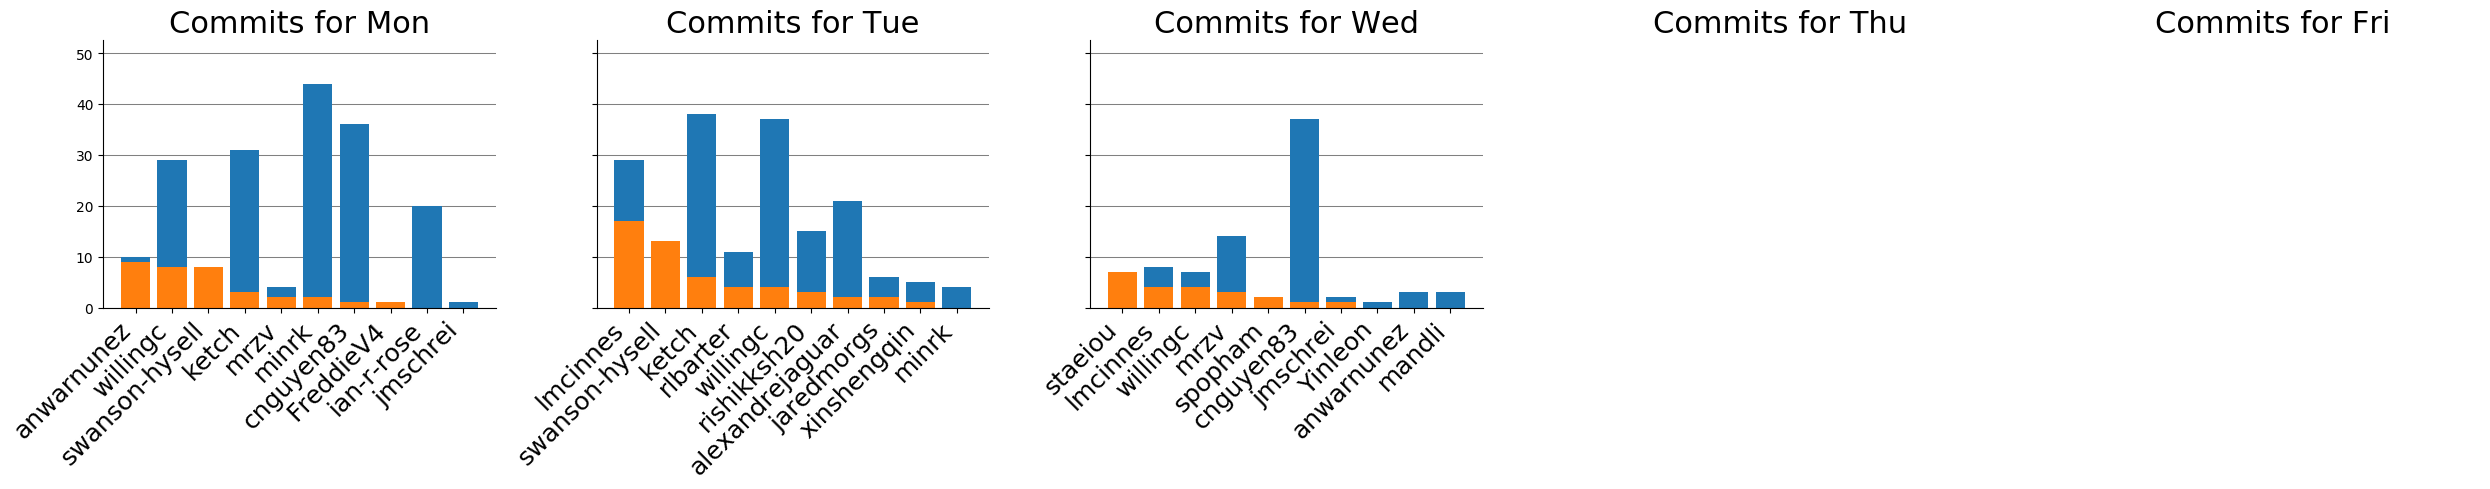 Commits for Mon
Commits for Tue
Commits for Wed
Commits for Thu
Commits for Fri
50
40
30
20
10
0
anwarnunez
willingc
swanson-hysell
ketch
mrzv
minrk
cnguyen83
FreddieV4
ian-r-rose
jmschrei
lmcinnes
swanson-hysell
ketch
rlbarter
willingc
rishikksh20
alexandrejaguar
jaredmorgs
xinshengqin
minrk
staeiou
lmcinnes
willingc
mrzv
spopham
cnguyen83
jmschrei
Yinleon
anwarnunez
mandli